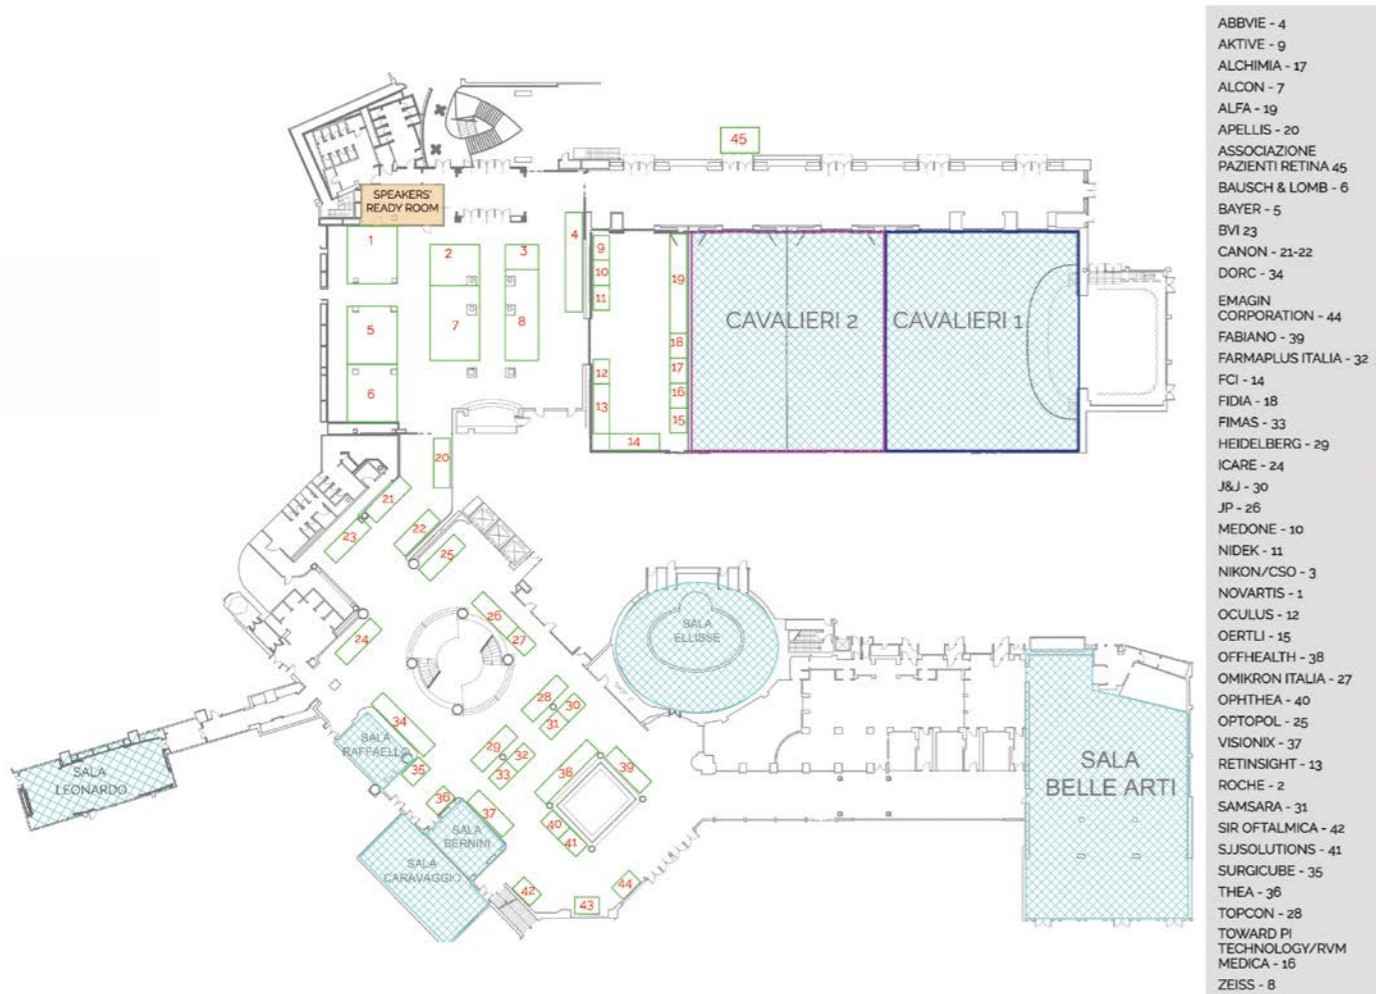 SPEAKERS'
READY ROOM
45
1
2
3
4
9
10
11
19
5
7
8
CAVALIERI 2
CAVALIERI 1
18
12
17
6
13
16
15
14
20
21
22
23
25
26
27
24
SALA
ELLISSE
28
30
31
34
SALA
RAFFAELLO
29
32
33
35
38
39
SALA
LEONARDO
36
37
40
41
SALA
BERNINI
SALA
CARAVAGGIO
42
43
44
SALA
BELLE ARTI
ABBVIE - 4
AKTIVE - 9
ALCHIMIA - 17
ALCON - 7
ALFA - 19
APELLIS - 20
ASSOCIAZIONE
PAZIENTI RETINA 45
BAUSCH & LOMB - 6
BAYER - 5
BVI 23
CANON - 21-22
DORC - 34
EMAGIN
CORPORATION - 44
FABIANO - 39
FARMAPLUS ITALIA - 32
FCI - 14
FIDIA - 18
FIMAS - 33
HEIDELBERG - 29
ICARE - 24
J&J - 30
JP - 26
MEDONE - 10
NIDEK - 11
NIKON/CSO - 3
NOVARTIS - 1
OCULUS - 12
OERTLI - 15
OFFHEALTH - 38
OMIKRON ITALIA - 27
OPHTHEA - 40
OPTOPOL - 25
VISIONIX - 37
RETINSIGHT - 13
ROCHE - 2
SAMSARA - 31
SIR OFTALMICA - 42
SJJSOLUTIONS - 41
SURGICUBE - 35
THEA - 36
TOPCON - 28
TOWARD PI
TECHNOLOGY/RVM
MEDICA - 16
ZEISS - 8